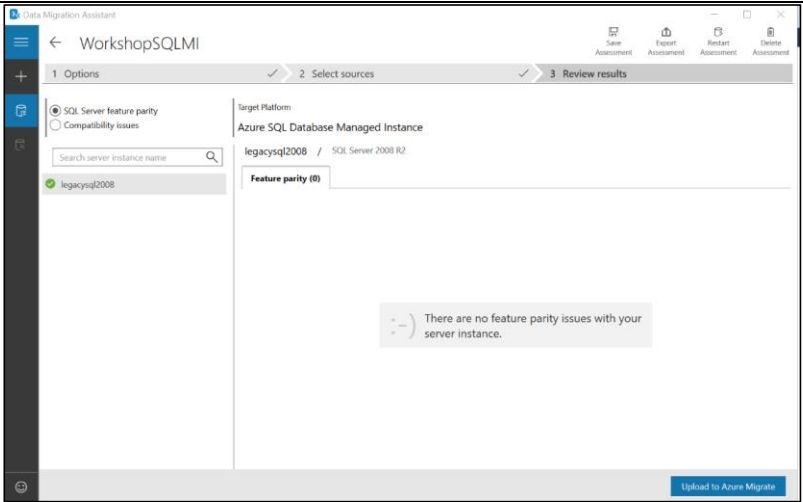 Data Migration Assistant
WorkshopSQLMI
Save Assessment
Export Assessment
Restart Assessment
Delete Assessment
1 Options
2 Select sources
3 Review results
SQL Server feature parity
Compatibility issues
Search server instance name
legacysql2008
Target Platform
Azure SQL Database Managed Instance
legacysql2008 / SQL Server 2008 R2
Feature parity (0)
:-)
There are no feature parity issues with your
server instance.
Upload to Azure Migrate